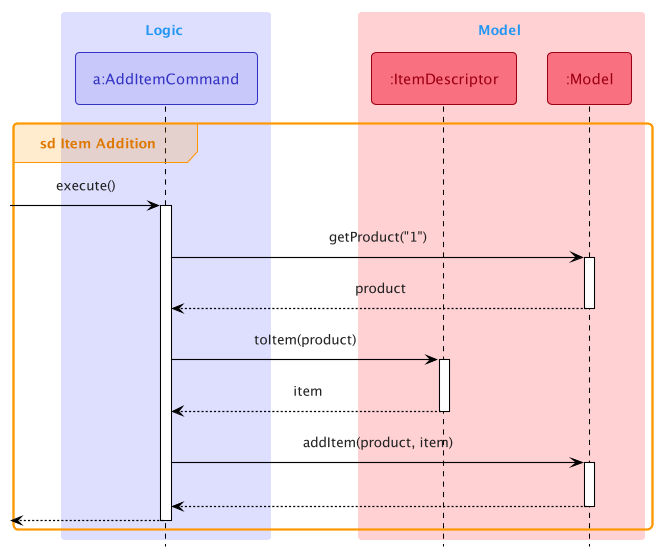 Logic
Model
a:AddItemCommand
:ItemDescriptor
:Model
sd Item Addition
execute()
getProduct("1")
product
toItem(product)
item
addItem(product, item)